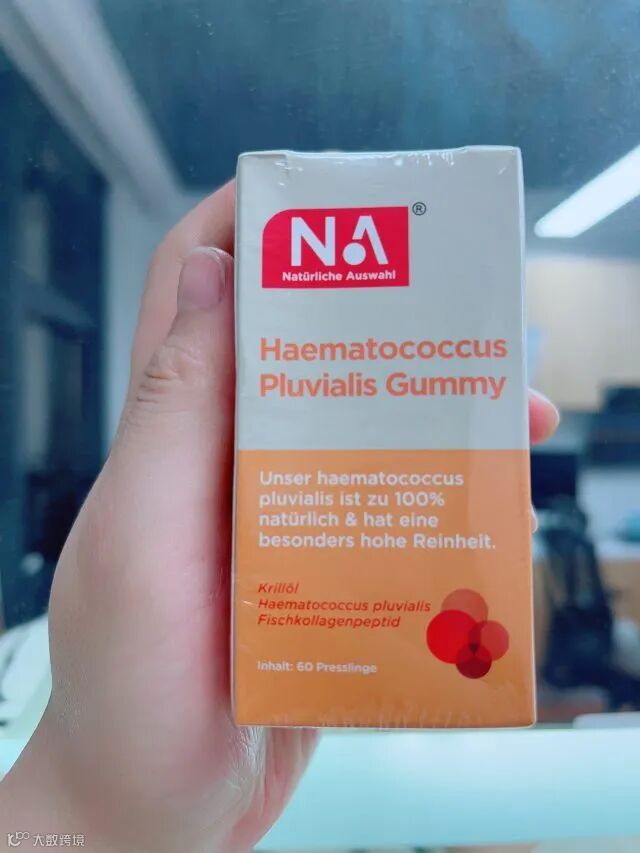 NA®
Natürliche Auswahl
Haematococcus
Pluvialis Gummy
Unser haematococcus
pluvialis ist zu 100%
natürlich & hat eine
besonders hohe Reinheit.
Krillöl
Haematococcus pluvialis
Fischkollagenpeptid
Inhalt: 60 Presslinge
大数跨境